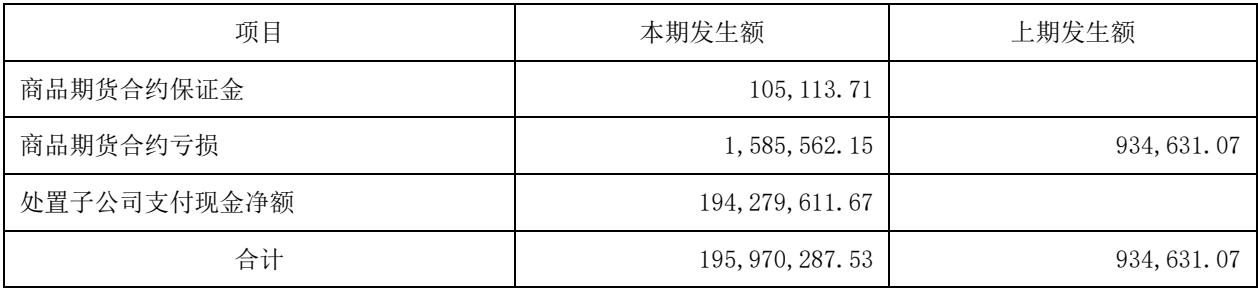 项目 本期发生额 上期发生额
商品期货合约保证金 105,113.71
商品期货合约亏损 1,585,562.15 934,631.07
处置子公司支付现金净额 194,279,611.67
合计 195,970,287.53 934,631.07